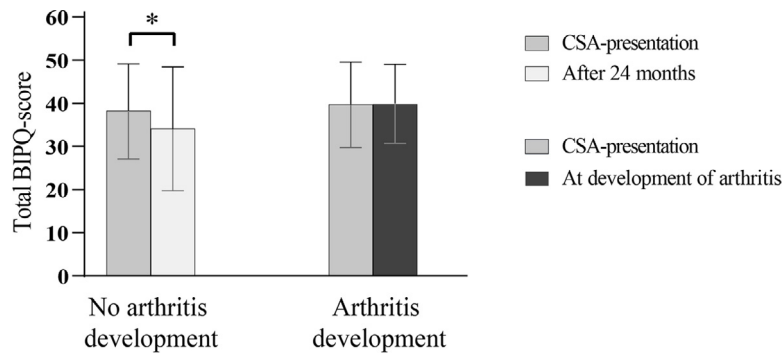 Total BIPQ-score
60
50
40
30
20
10
0
*
No arthritis
development
Arthritis
development
CSA-presentation
After 24 months
CSA-presentation
At development of arthritis